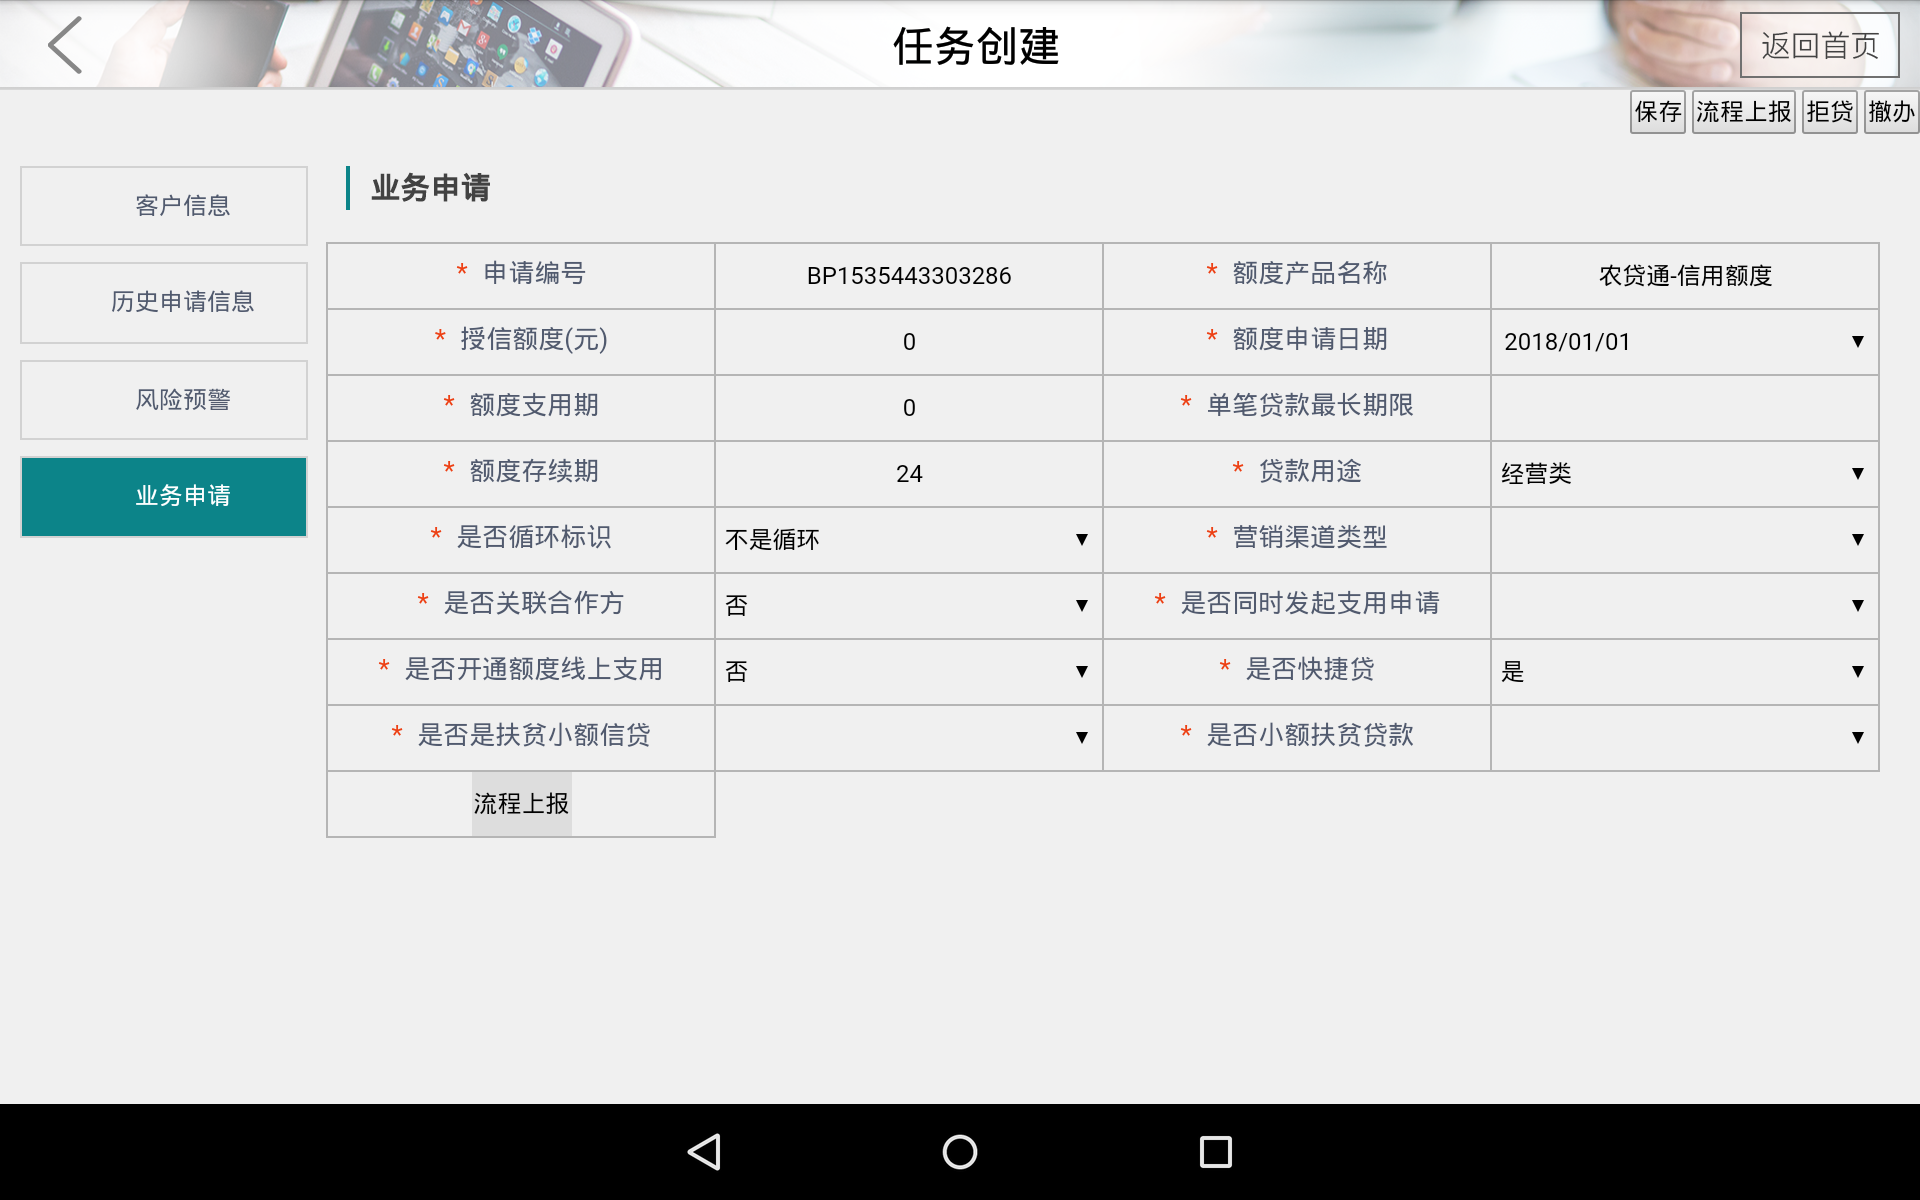 任务创建
返回首页
保存 流程上报 拒贷 撤办
客户信息
历史申请信息
风险预警
业务申请
业务申请
* 申请编号 BP1535443303286 * 额度产品名称 农贷通-信用额度
* 授信额度(元) 0 * 额度申请日期 2018/01/01
* 额度支用期 0 * 单笔贷款最长期限
* 额度存续期 24 * 贷款用途 经营类
* 是否循环标识 不是循环 * 营销渠道类型
* 是否关联合作方 否 * 是否同时发起支用申请
* 是否开通额度线上支用 否 * 是否快捷贷 是
* 是否是扶贫小额信贷 * 是否小额扶贫贷款
流程上报